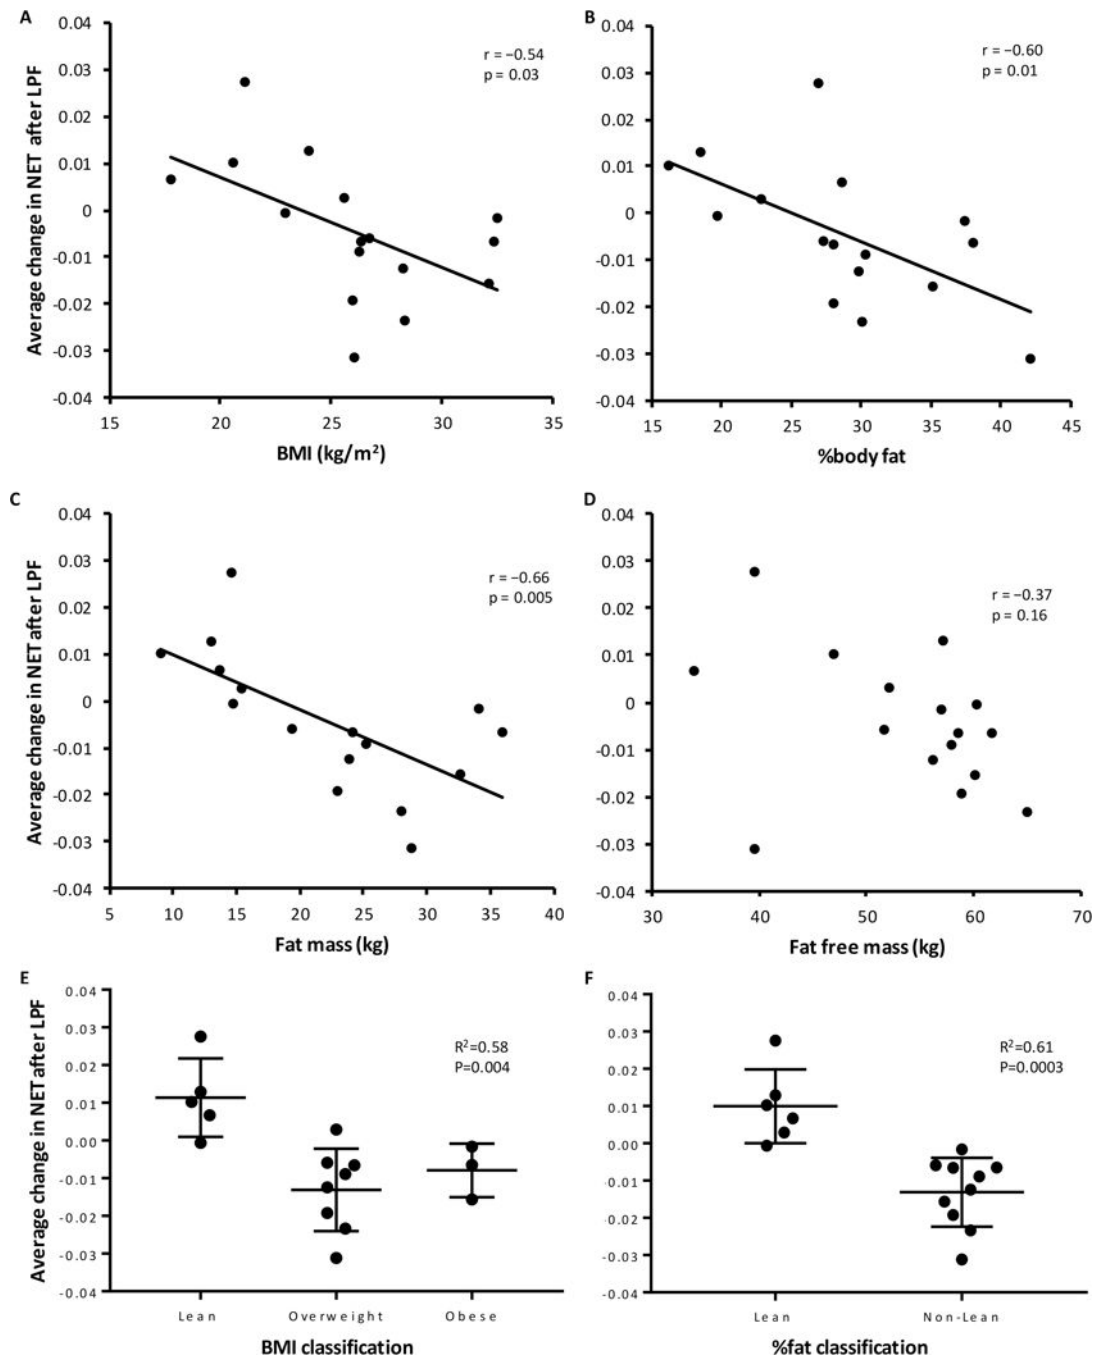 A
0.04
0.03
0.02
0.01
0
-0.01
-0.02
-0.03
-0.04
Average change in NET after LPF
r = −0.54
p = 0.03
15
20
25
30
35
BMI (kg/m²)
B
0.04
0.03
0.02
0.01
0
-0.01
-0.02
-0.03
-0.04
r = −0.60
p = 0.01
15
20
25
30
35
40
45
%body fat
C
0.04
0.03
0.02
0.01
0
-0.01
-0.02
-0.03
-0.04
Average change in NET after LPF
r = −0.66
p = 0.005
5
10
15
20
25
30
35
40
Fat mass (kg)
D
0.04
0.03
0.02
0.01
0
-0.01
-0.02
-0.03
-0.04
r = −0.37
p = 0.16
30
40
50
60
70
Fat free mass (kg)
E
0.04
0.03
0.02
0.01
0.00
-0.01
-0.02
-0.03
-0.04
Average change in NET after LPF
R²=0.58
P=0.004
Lean
Overweight
Obese
BMI classification
F
0.04
0.03
0.02
0.01
0.00
-0.01
-0.02
-0.03
-0.04
R²=0.61
P=0.0003
Lean
Non-Lean
%fat classification